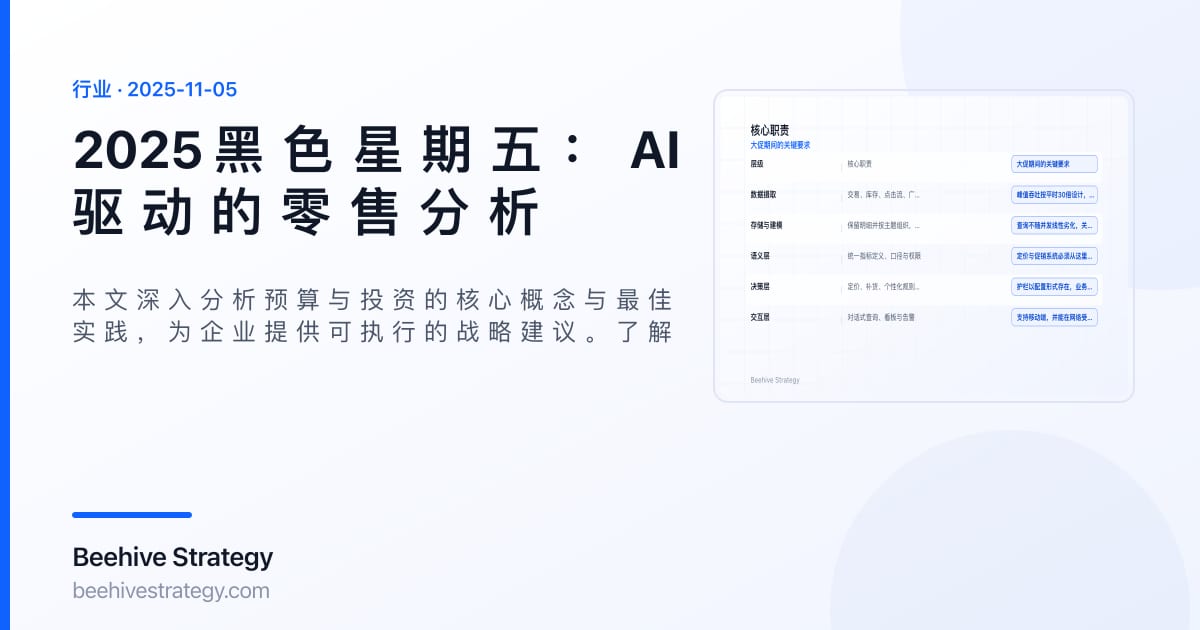 行业 · 2025-11-05
2025黑色星期五： AI
驱动的零售分析
本文深入分析预算与投资的核心概念与最佳
实践，为企业提供可执行的战略建议。了解
核心职责
大促期间的关键要求
层级 核心职责 大促期间的关键要求
数据摄取 交易、库存、点击流、广... 峰值吞吐按平时30倍设计，...
存储与建模 保留明细并按主题组织，... 查询不随并发线性劣化，关...
语义层 统一指标定义、口径与权限 定价与促销系统必须从这里...
决策层 定价、补货、个性化规则... 护栏以配置形式存在，业务...
交互层 对话式查询、看板与告警 支持移动端，并能在网络受...
Beehive Strategy
Beehive Strategy
beehivestrategy.com